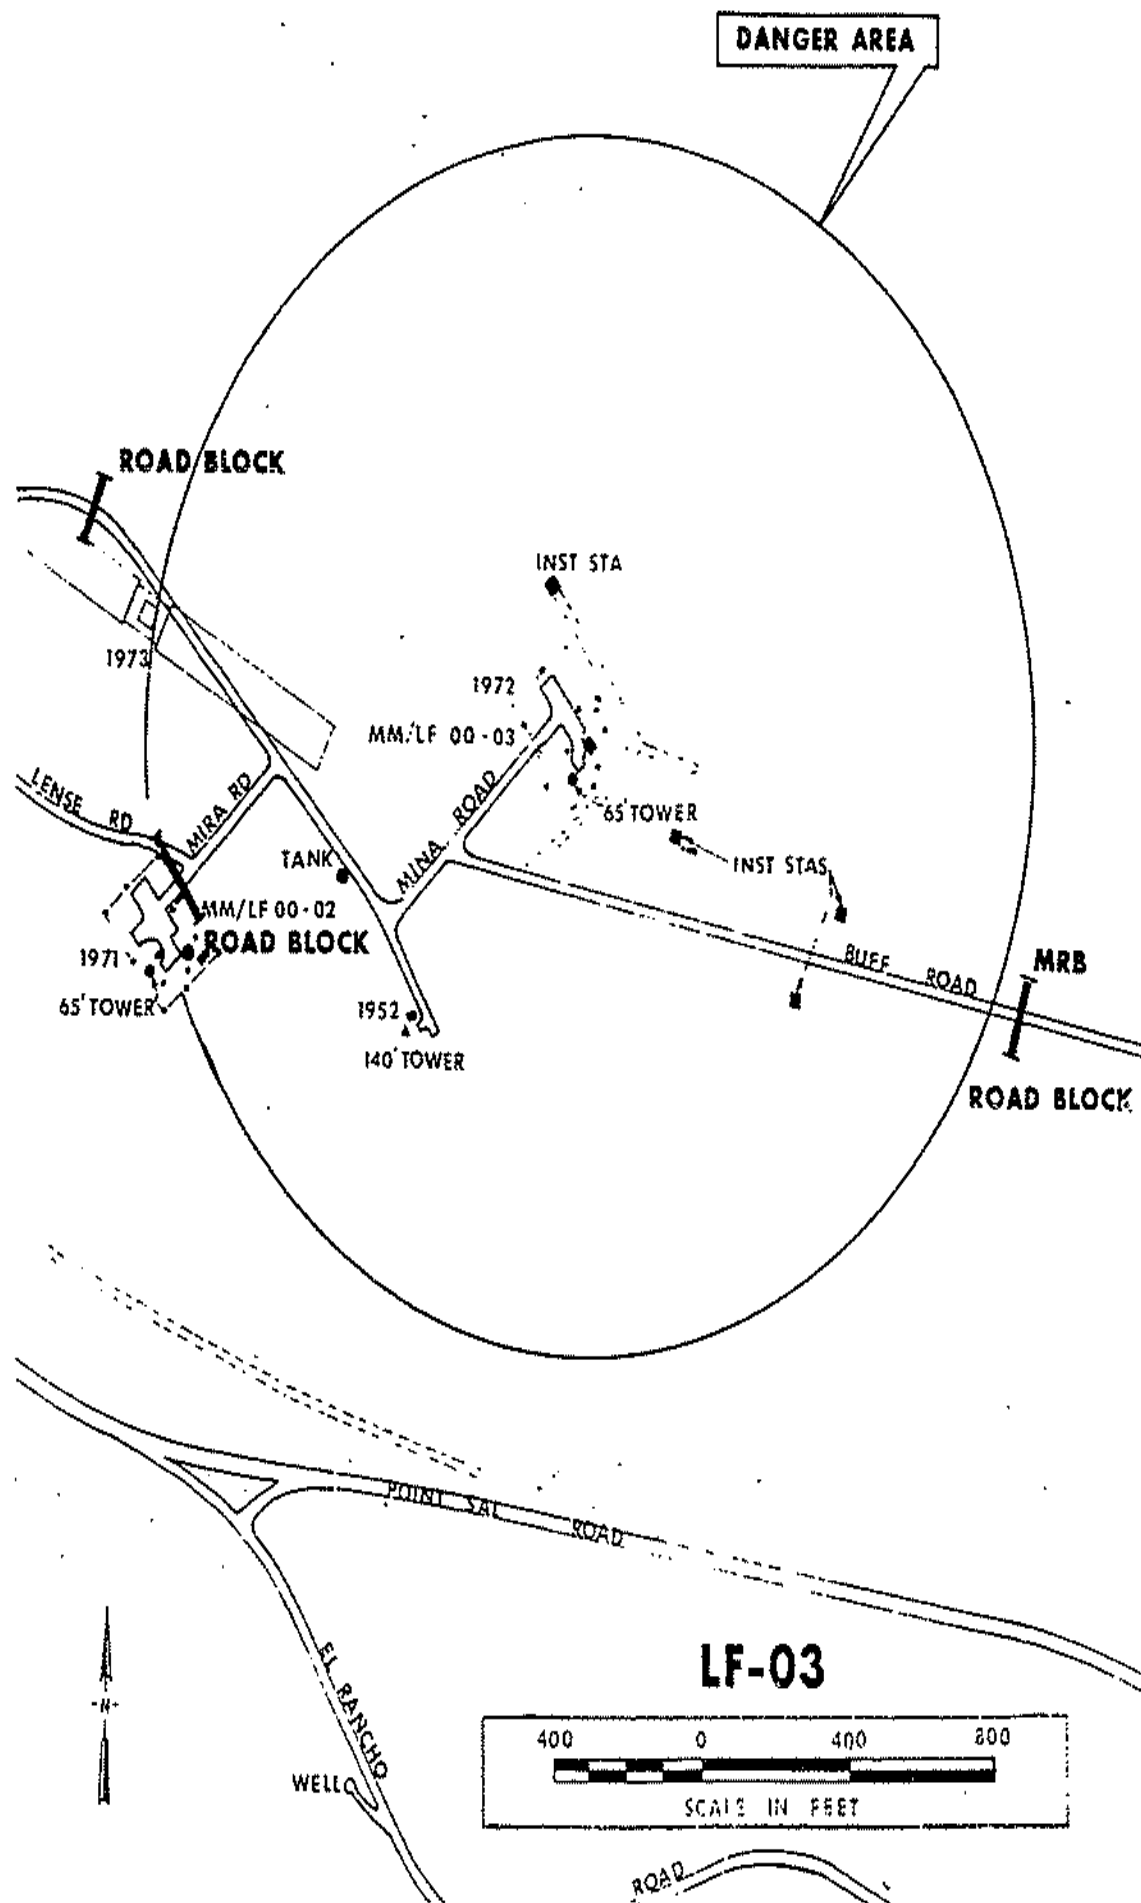 DANGER AREA
ROAD BLOCK
INST STA
1973
1972
MM/LF 00-03
LENSE RD
MIRA RD
MINA ROAD
65' TOWER
TANK
INST STAS
MM/LF 00-02
ROAD BLOCK
1971
65' TOWER
1952
140' TOWER
BUFF ROAD
MRB
ROAD BLOCK
POINT SAL ROAD
EL RANCHO
WELL
-N-
LF-03
400 0 400 800
SCALE IN FEET
ROAD